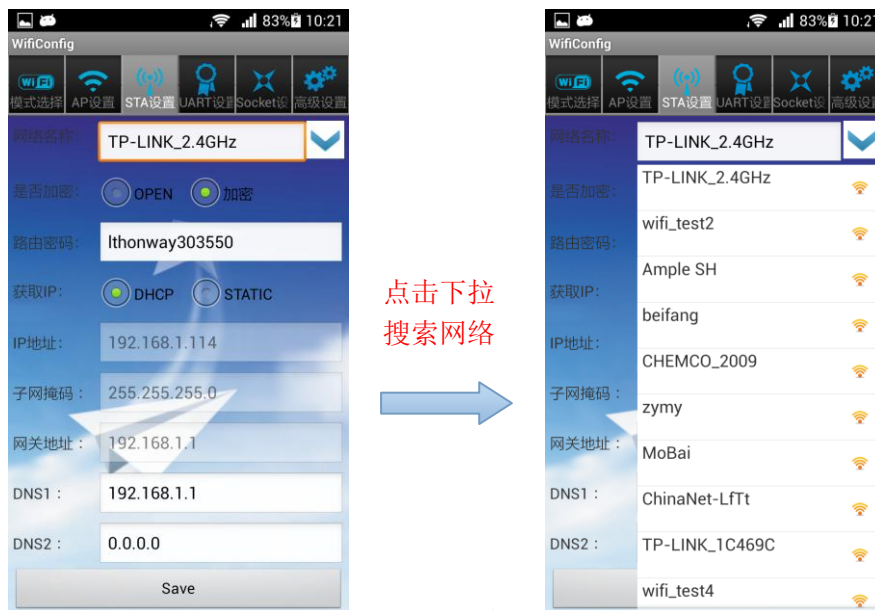 83% 10:21
WifiConfig
WiFi
模式选择 AP设置 STA设置 UART设置 Socket设 高级设置
网络名称: TP-LINK_2.4GHz
是否加密: OPEN 加密
路由密码: lthonway303550
获取IP: DHCP STATIC
IP地址: 192.168.1.114
子网掩码: 255.255.255.0
网关地址: 192.168.1.1
DNS1: 192.168.1.1
DNS2: 0.0.0.0
Save
点击下拉
搜索网络
83% 10:21
WifiConfig
WiFi
模式选择 AP设置 STA设置 UART设置 Socket设 高级设置
网络名称: TP-LINK_2.4GHz
是否加密:
路由密码:
获取IP:
IP地址:
子网掩码:
网关地址:
DNS1:
DNS2:
TP-LINK_2.4GHz
wifi_test2
Ample SH
beifang
CHEMCO_2009
zymy
MoBai
ChinaNet-LfTt
TP-LINK_1C469C
wifi_test4